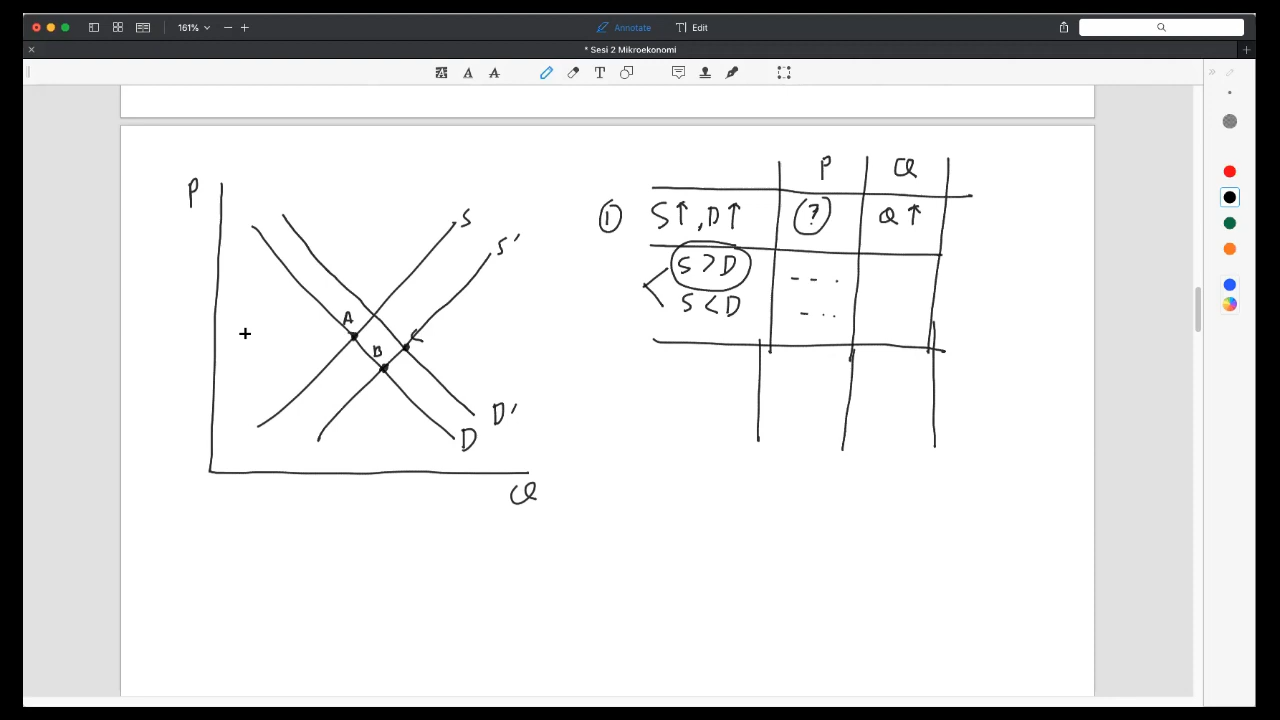 161%
Annotate
Edit
* Sesi 2 Mikroekonomi
P
S
S'
A
B
C
D'
D
Q
P Q
① S↑, D↑ ? Q ↑
S > D -- .
S < D - ..